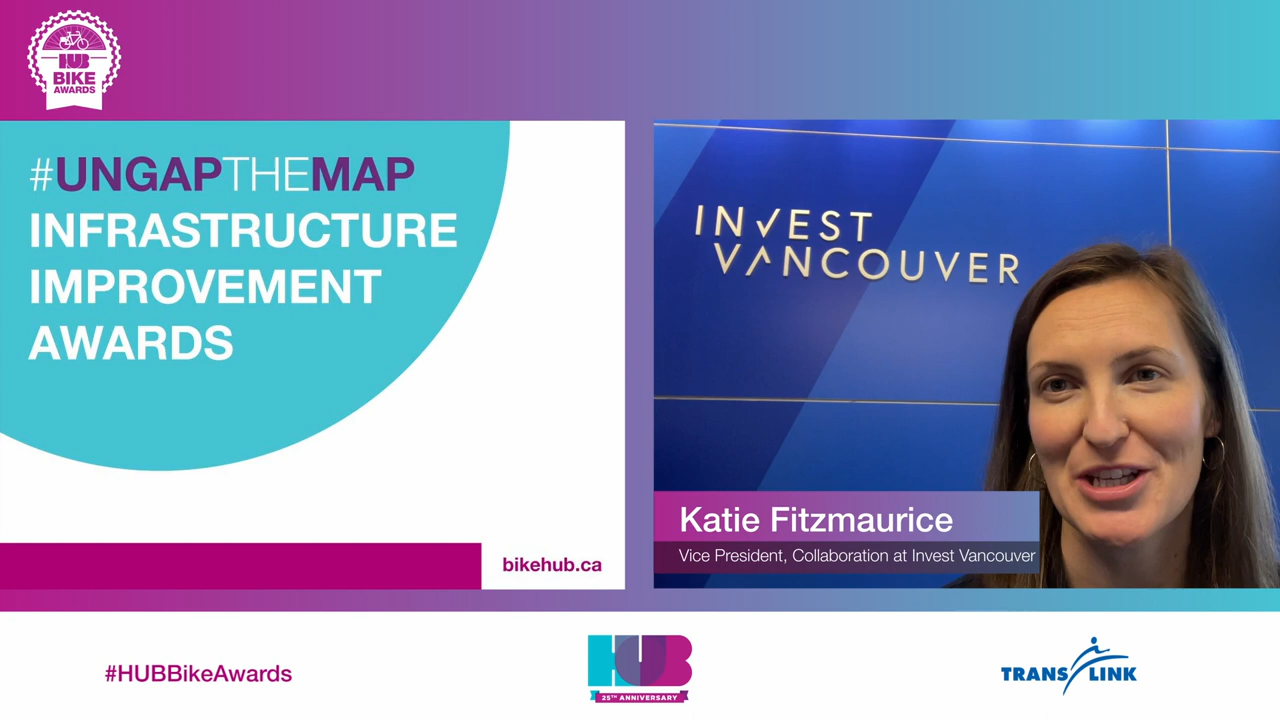 HUB
BIKE
AWARDS
#UNGAPTHEMAP
INFRASTRUCTURE
IMPROVEMENT
AWARDS
bikehub.ca
INVEST
VANCOUVER
Katie Fitzmaurice
Vice President, Collaboration at Invest Vancouver
#HUBBikeAwards
HUB
25TH ANNIVERSARY
TRANSLINK